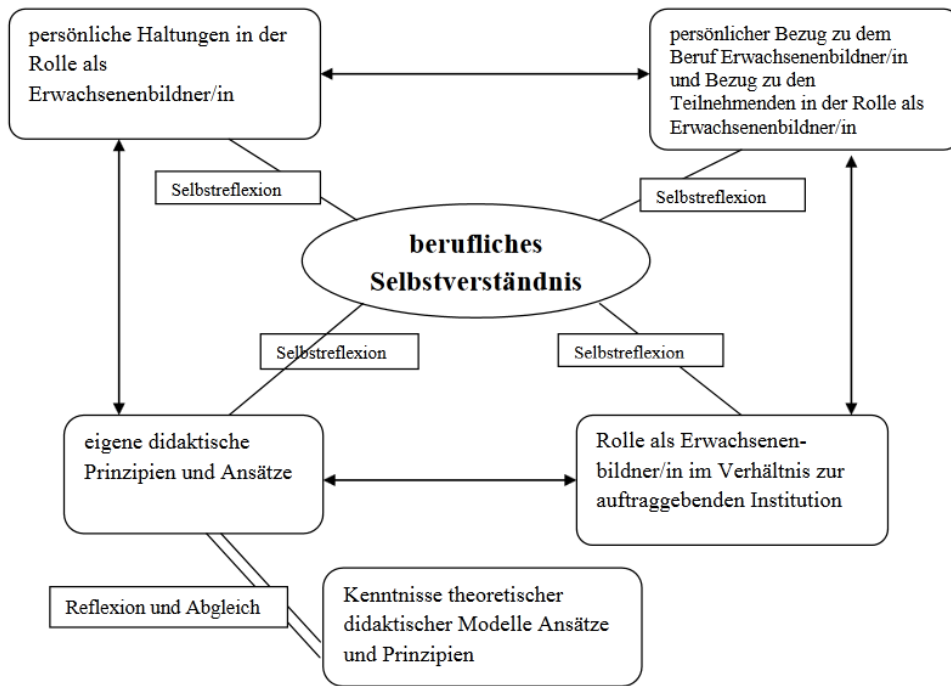 persönliche Haltungen in der
Rolle als
Erwachsenenbildner/in
persönlicher Bezug zu dem
Beruf Erwachsenenbildner/in
und Bezug zu den
Teilnehmenden in der Rolle als
Erwachsenenbildner/in
Selbstreflexion
Selbstreflexion
berufliches
Selbstverständnis
Selbstreflexion
Selbstreflexion
eigene didaktische
Prinzipien und Ansätze
Rolle als Erwachsenen-
bildner/in im Verhältnis zur
auftraggebenden Institution
Reflexion und Abgleich
Kenntnisse theoretischer
didaktischer Modelle Ansätze
und Prinzipien